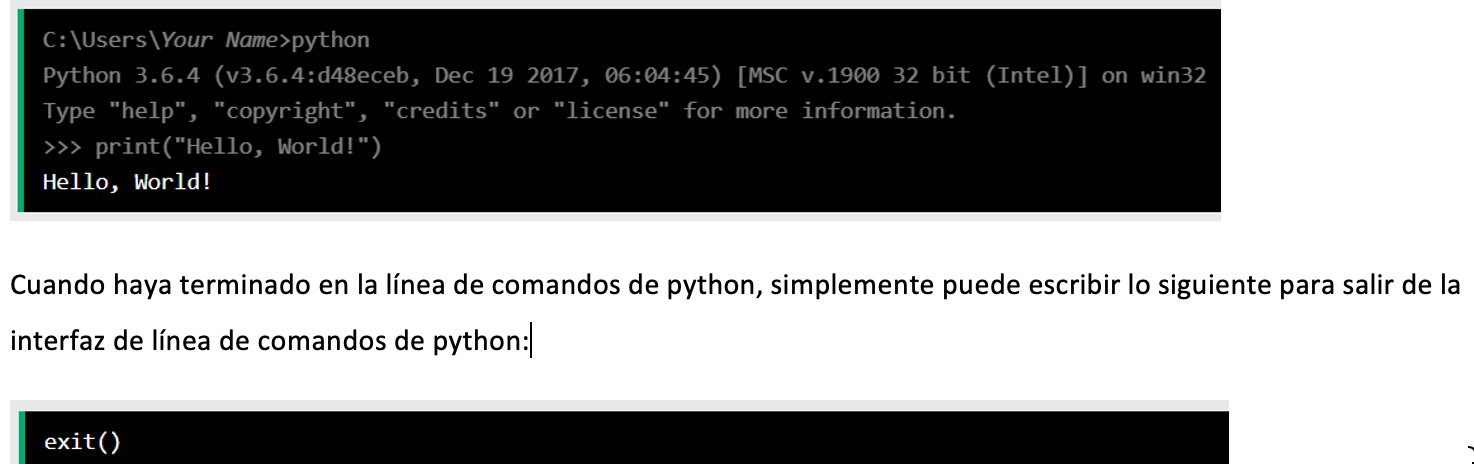 C:\Users\Your Name>python
Python 3.6.4 (v3.6.4:d48eceb, Dec 19 2017, 06:04:45) [MSC v.1900 32 bit (Intel)] on win32
Type "help", "copyright", "credits" or "license" for more information.
>>> print("Hello, World!")
Hello, World!
Cuando haya terminado en la línea de comandos de python, simplemente puede escribir lo siguiente para salir de la
interfaz de línea de comandos de python:
exit()